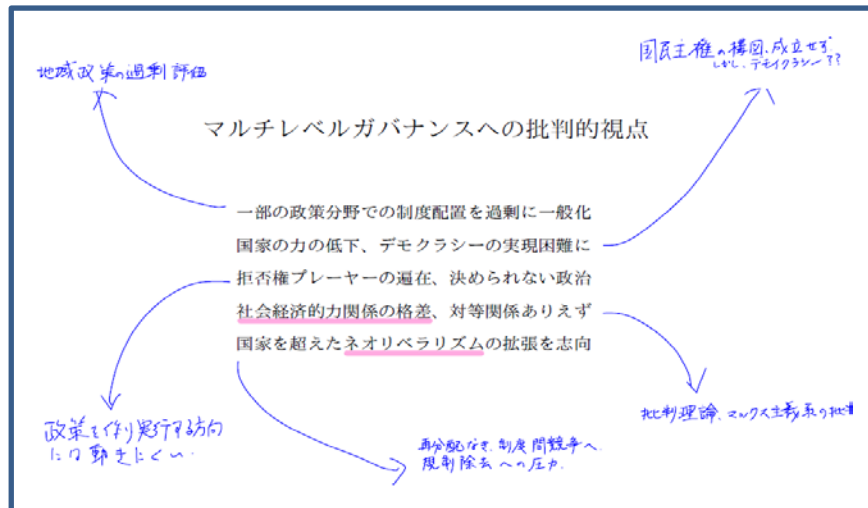 地域政策の過剰評価
国民主権の構図、成立せず
しかし、デモクラシー??
マルチレベルガバナンスへの批判的視点
一部の政策分野での制度配置を過剰に一般化
国家の力の低下、デモクラシーの実現困難に
拒否権プレーヤーの遍在、決められない政治
社会経済的力関係の格差、対等関係ありえず
国家を超えたネオリベラリズムの拡張を志向
批判理論、マルクス主義系の批
政策を作り実行する方向
には動きにくい.
再分配なき、制度間競争へ
規制除去への圧力.